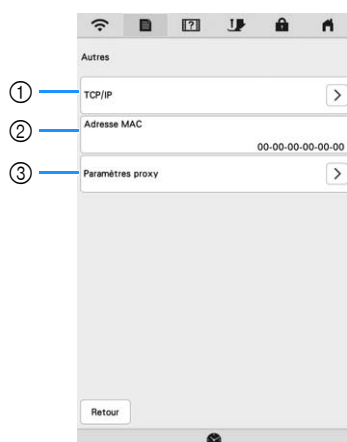 Autres
① TCP/IP
② Adresse MAC
00-00-00-00-00-00
③ Paramètres proxy
Retour